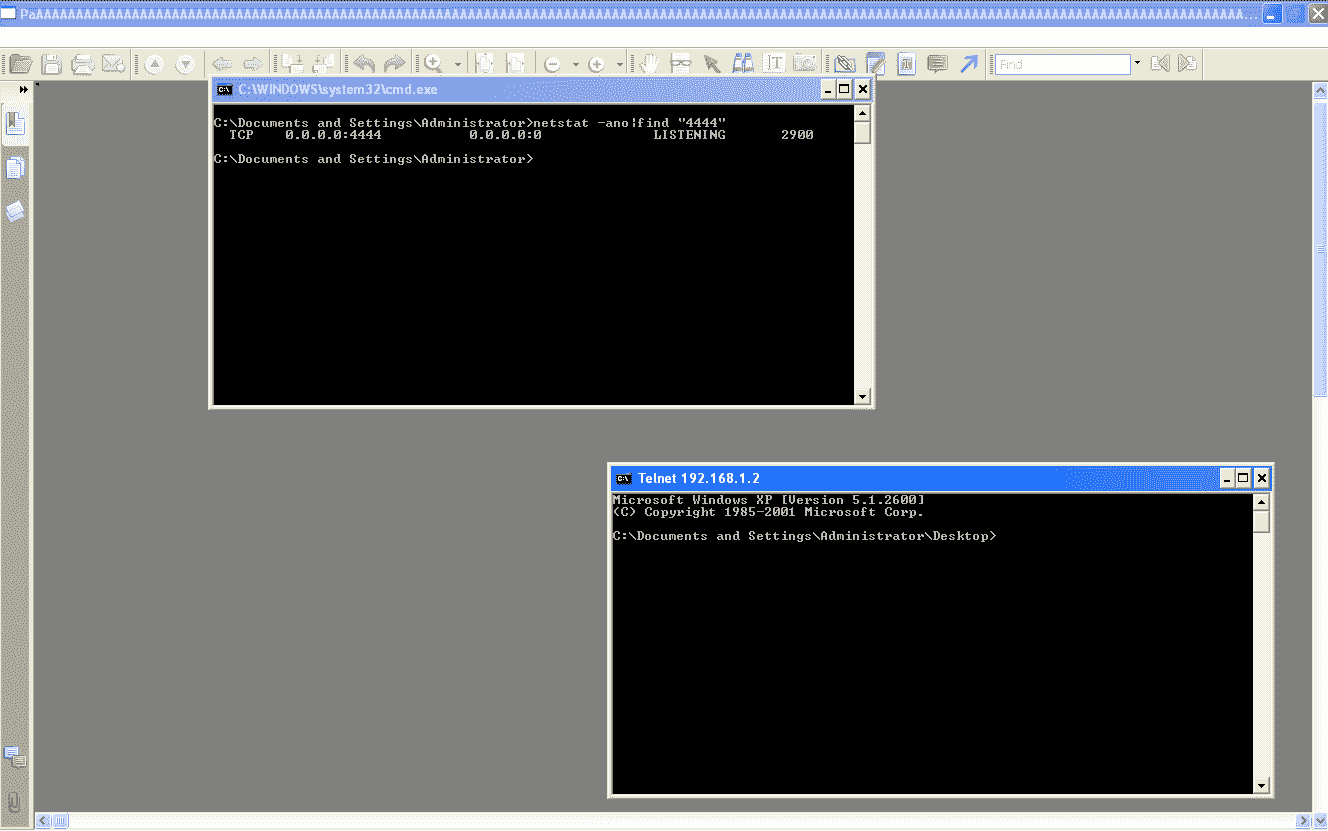 Find
C:\WINDOWS\system32\cmd.exe
C:\Documents and Settings\Administrator>netstat -ano|find "4444"
TCP 0.0.0.0:4444 0.0.0.0:0 LISTENING 2900
C:\Documents and Settings\Administrator>
Telnet 192.168.1.2
Microsoft Windows XP [Version 5.1.2600]
(C) Copyright 1985-2001 Microsoft Corp.
C:\Documents and Settings\Administrator\Desktop>